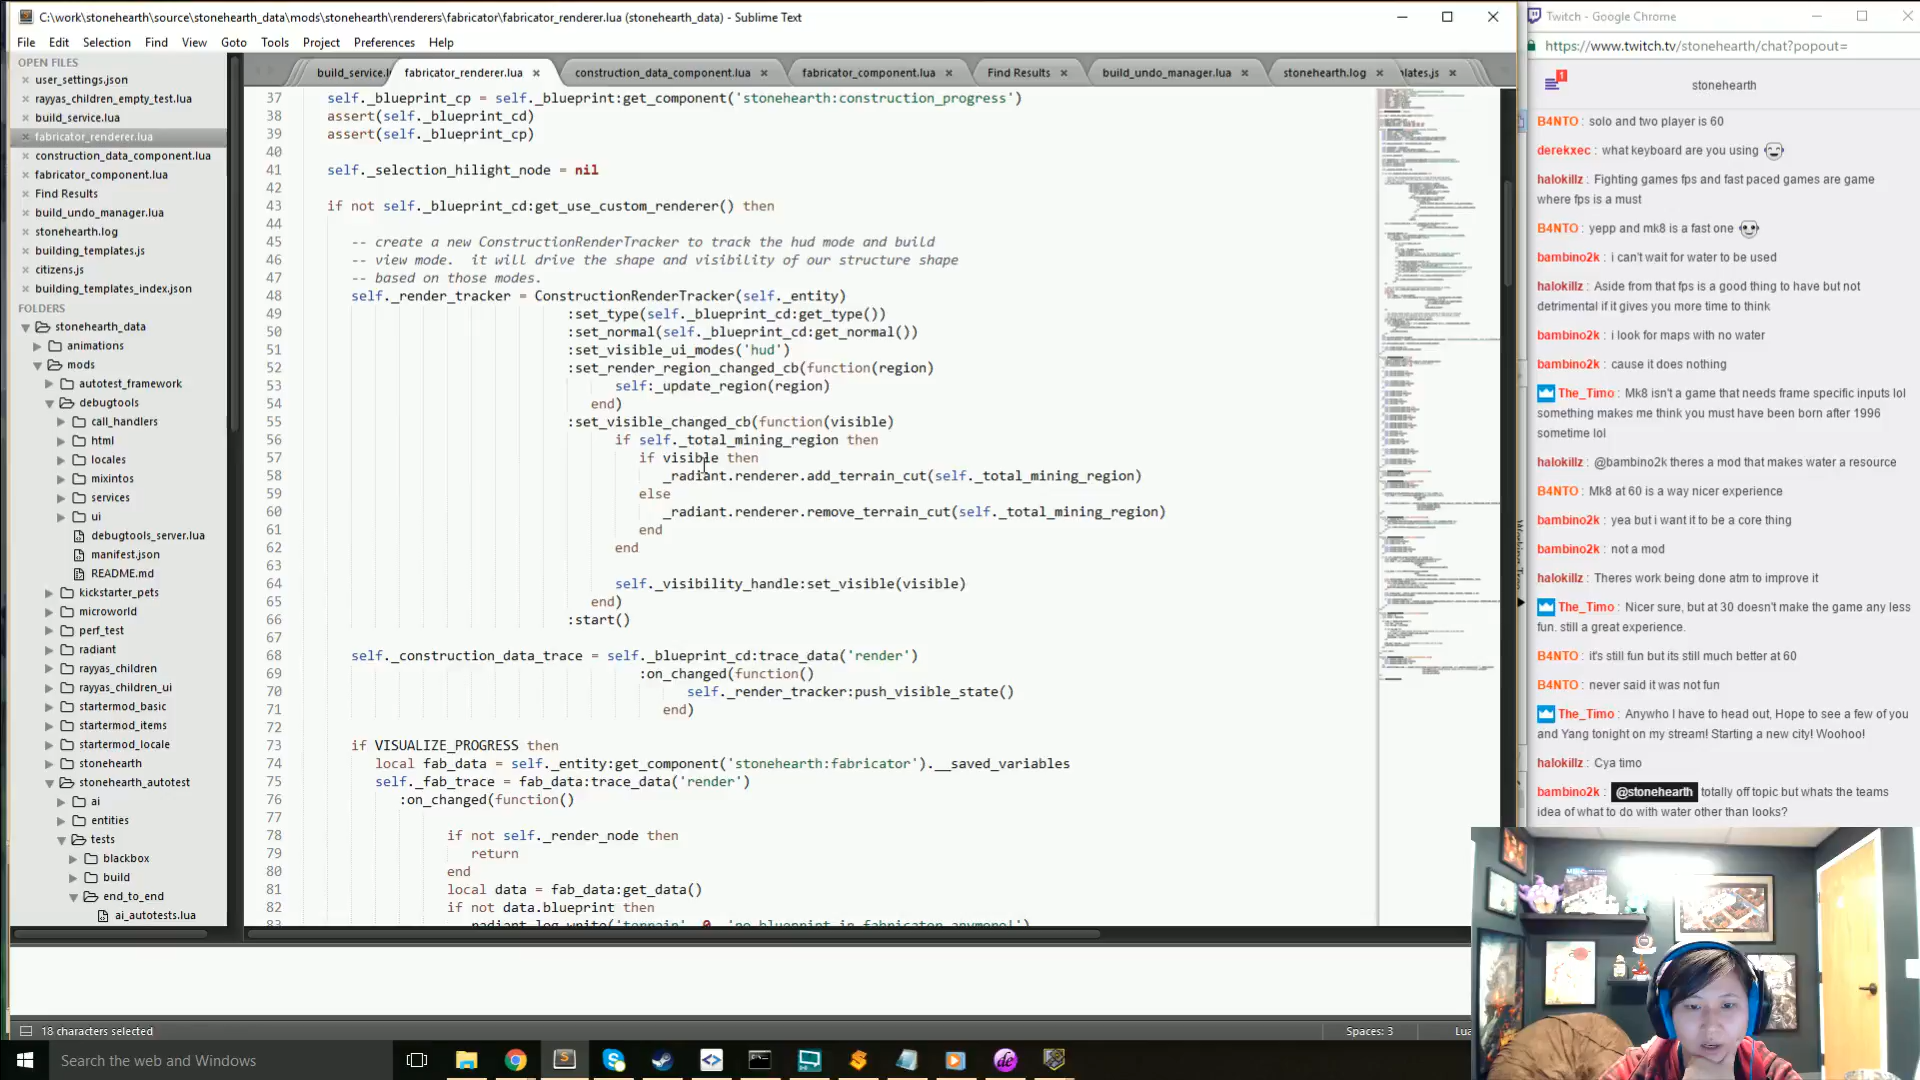 C:\work\stonehearth\source\stonehearth_data\mods\stonehearth\renderers\fabricator\fabricator_renderer.lua (stonehearth_data) - Sublime Text
File Edit Selection Find View Goto Tools Project Preferences Help
OPEN FILES
user_settings.json
rayyas_children_empty_test.lua
build_service.lua
fabricator_renderer.lua
construction_data_component.lua
fabricator_component.lua
Find Results
build_undo_manager.lua
stonehearth.log
building_templates.js
citizens.js
building_templates_index.json
FOLDERS
stonehearth_data
animations
mods
autotest_framework
debugtools
call_handlers
html
locales
mixintos
services
ui
debugtools_server.lua
manifest.json
README.md
kickstarter_pets
microworld
perf_test
radiant
rayyas_children
rayyas_children_ui
startermod_basic
startermod_items
startermod_locale
stonehearth
stonehearth_autotest
ai
entities
tests
blackbox
build
end_to_end
ai_autotests.lua
build_service.l fabricator_renderer.lua construction_data_component.lua fabricator_component.lua Find Results build_undo_manager.lua stonehearth.log lates.js
37 self._blueprint_cp = self._blueprint:get_component('stonehearth:construction_progress')
38 assert(self._blueprint_cd)
39 assert(self._blueprint_cp)
40
41 self._selection_hilight_node = nil
42
43 if not self._blueprint_cd:get_use_custom_renderer() then
44
45 -- create a new ConstructionRenderTracker to track the hud mode and build
46 -- view mode.  it will drive the shape and visibility of our structure shape
47 -- based on those modes.
48 self._render_tracker = ConstructionRenderTracker(self._entity)
49 :set_type(self._blueprint_cd:get_type())
50 :set_normal(self._blueprint_cd:get_normal())
51 :set_visible_ui_modes('hud')
52 :set_render_region_changed_cb(function(region)
53 self:_update_region(region)
54 end)
55 :set_visible_changed_cb(function(visible)
56 if self._total_mining_region then
57 if visible then
58 _radiant.renderer.add_terrain_cut(self._total_mining_region)
59 else
60 _radiant.renderer.remove_terrain_cut(self._total_mining_region)
61 end
62 end
63
64 self._visibility_handle:set_visible(visible)
65 end)
66 :start()
67
68 self._construction_data_trace = self._blueprint_cd:trace_data('render')
69 :on_changed(function()
70 self._render_tracker:push_visible_state()
71 end)
72
73 if VISUALIZE_PROGRESS then
74 local fab_data = self._entity:get_component('stonehearth:fabricator').__saved_variables
75 self._fab_trace = fab_data:trace_data('render')
76 :on_changed(function()
77
78 if not self._render_node then
79 return
80 end
81 local data = fab_data:get_data()
82 if not data.blueprint then
83 radiant.log.write('terrain', 0, 'no blueprint in fabricator anymore!')
18 characters selected
Spaces: 3
Lua
Search the web and Windows
Twitch - Google Chrome
https://www.twitch.tv/stonehearth/chat?popout=
1
stonehearth
B4NTO : solo and two player is 60
derekxec : what keyboard are you using
halokillz : Fighting games fps and fast paced games are game
where fps is a must
B4NTO : yepp and mk8 is a fast one
bambino2k : i can't wait for water to be used
halokillz : Aside from that fps is a good thing to have but not
detrimental if it gives you more time to think
bambino2k : i look for maps with no water
bambino2k : cause it does nothing
The_Timo : Mk8 isn't a game that needs frame specific inputs lol
something makes me think you must have been born after 1996
sometime lol
halokillz : @bambino2k theres a mod that makes water a resource
B4NTO : Mk8 at 60 is a way nicer experience
bambino2k : yea but i want it to be a core thing
bambino2k : not a mod
halokillz : Theres work being done atm to improve it
The_Timo : Nicer sure, but at 30 doesn't make the game any less
fun. still a great experience.
B4NTO : it's still fun but its still much better at 60
B4NTO : never said it was not fun
The_Timo : Anywho I have to head out, Hope to see a few of you
and Yang tonight on my stream! Starting a new city! Woohoo!
halokillz : Cya timo
bambino2k : @stonehearth totally off topic but whats the teams
idea of what to do with water other than looks?